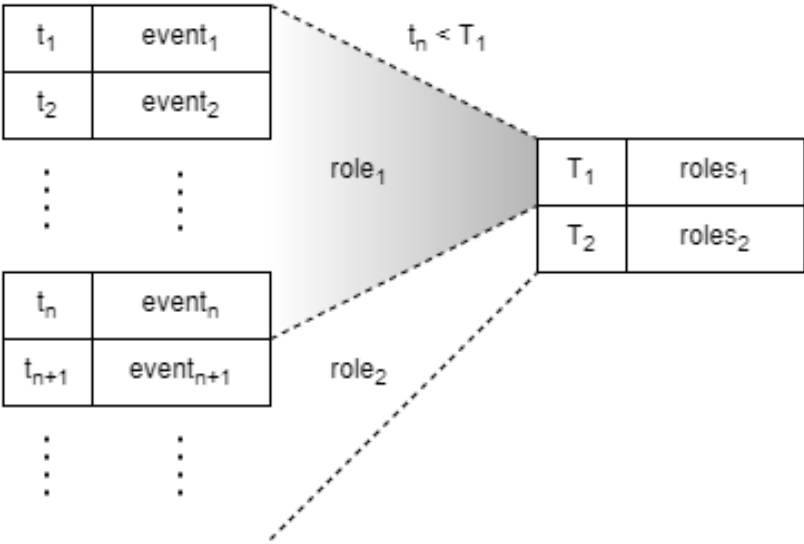 t₁ event₁
tₙ < T₁
t₂ event₂
role₁
T₁ roles₁
T₂ roles₂
tₙ eventₙ
tₙ₊₁ eventₙ₊₁
role₂